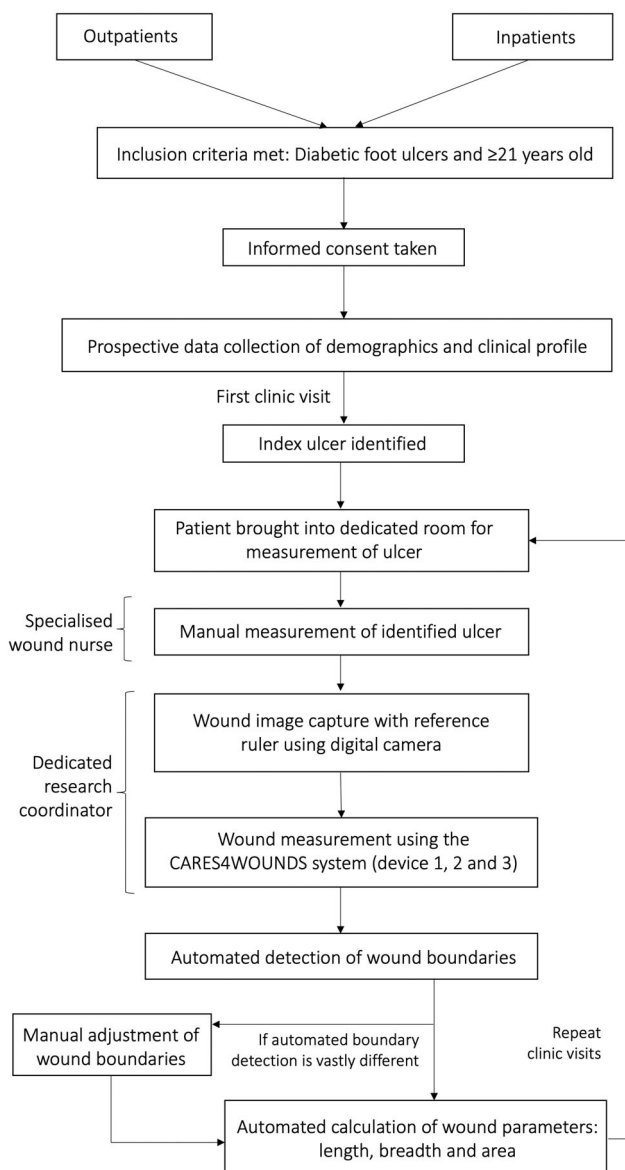 Outpatients
Inpatients
Inclusion criteria met: Diabetic foot ulcers and ≥21 years old
Informed consent taken
Prospective data collection of demographics and clinical profile
First clinic visit
Index ulcer identified
Patient brought into dedicated room for
measurement of ulcer
Specialised
wound nurse
Manual measurement of identified ulcer
Wound image capture with reference
ruler using digital camera
Dedicated
research
coordinator
Wound measurement using the
CARES4WOUNDS system (device 1, 2 and 3)
Automated detection of wound boundaries
Manual adjustment of
wound boundaries
If automated boundary
detection is vastly different
Repeat
clinic visits
Automated calculation of wound parameters:
length, breadth and area